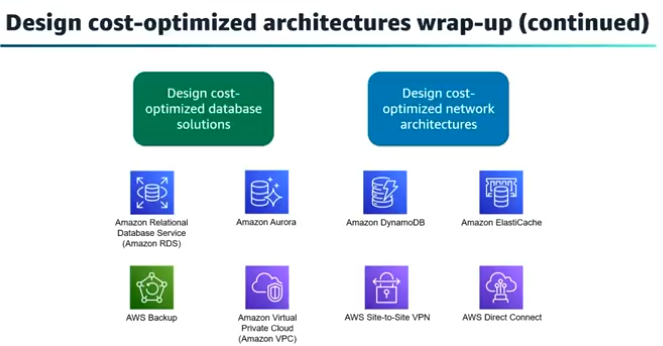 Design cost-optimized architectures wrap-up (continued)
Design cost-
optimized database
solutions
Design cost-
optimized network
architectures
Amazon Relational
Database Service
(Amazon RDS)
Amazon Aurora
Amazon DynamoDB
Amazon ElastiCache
AWS Backup
Amazon Virtual
Private Cloud
(Amazon VPC)
AWS Site-to-Site VPN
AWS Direct Connect